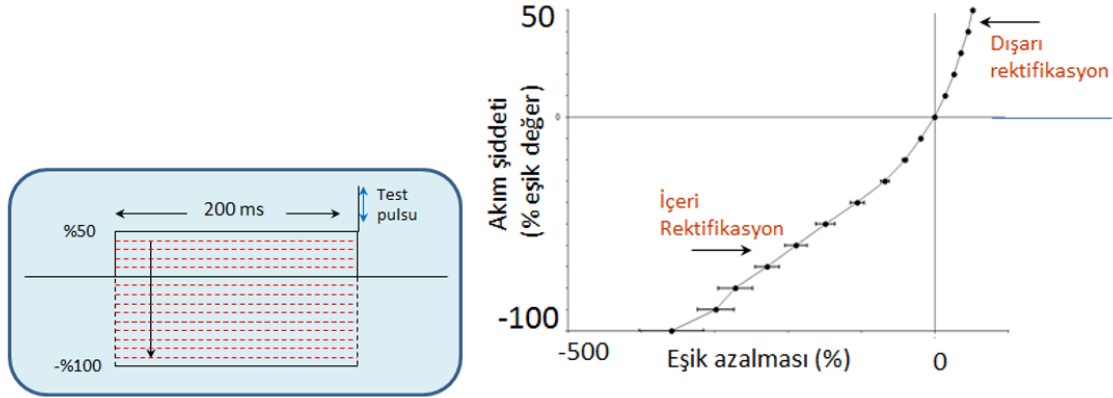 200 ms
Test
pulsu
%50
-%100
50
0
-100
-500
0
Akım şiddeti
(% eşik değer)
Eşik azalması (%)
Dışarı
rektifikasyon
İçeri
Rektifikasyon